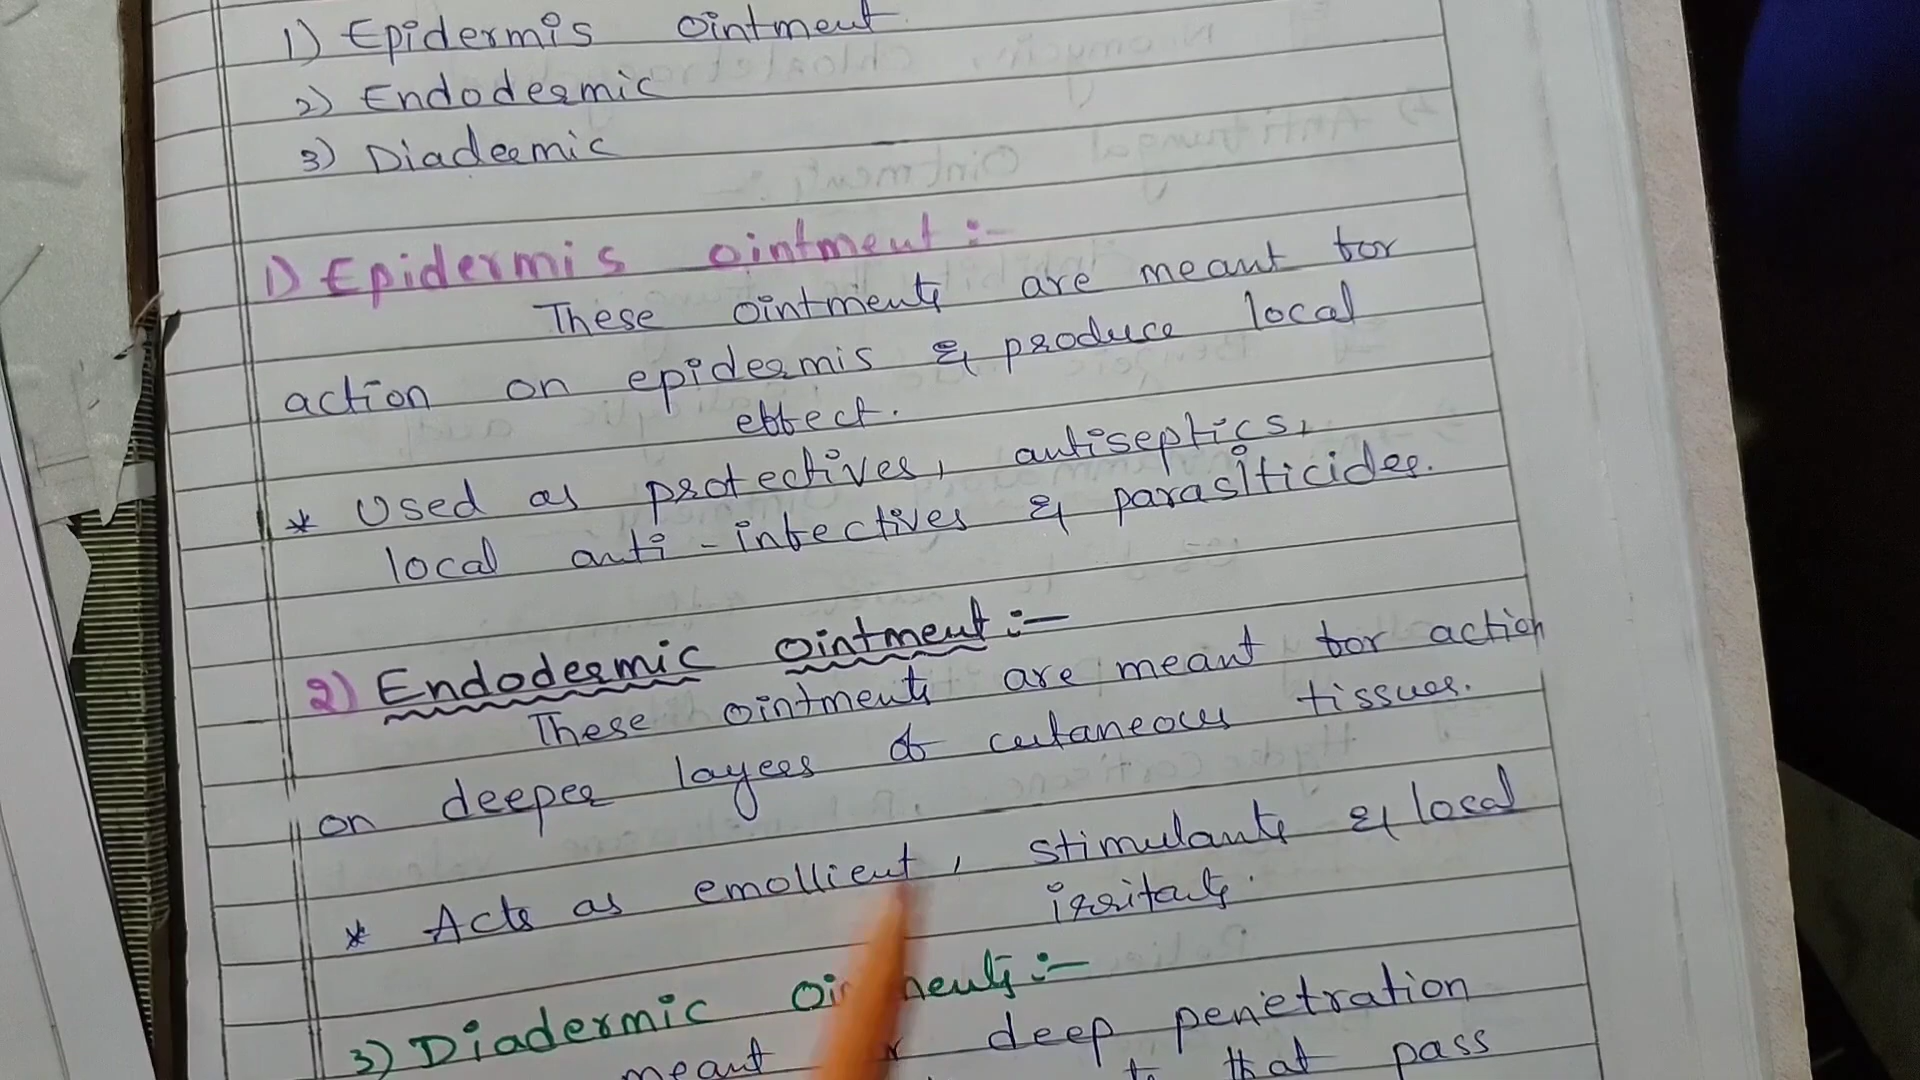 1) Epidermis ointment
2) Endodermic
3) Diadermic
1) Epidermis ointment :-
These ointments are meant for
action on epidermis & produce local
effect.
* Used as protectives, antiseptics,
local anti-infectives & parasiticides.
2) Endodermic ointment :-
These ointments are meant for action
on deeper layers of cutaneous tissues.
* Acts as emollient, stimulants & local
irritants.
3) Diadermic
meant deep penetration
that pass